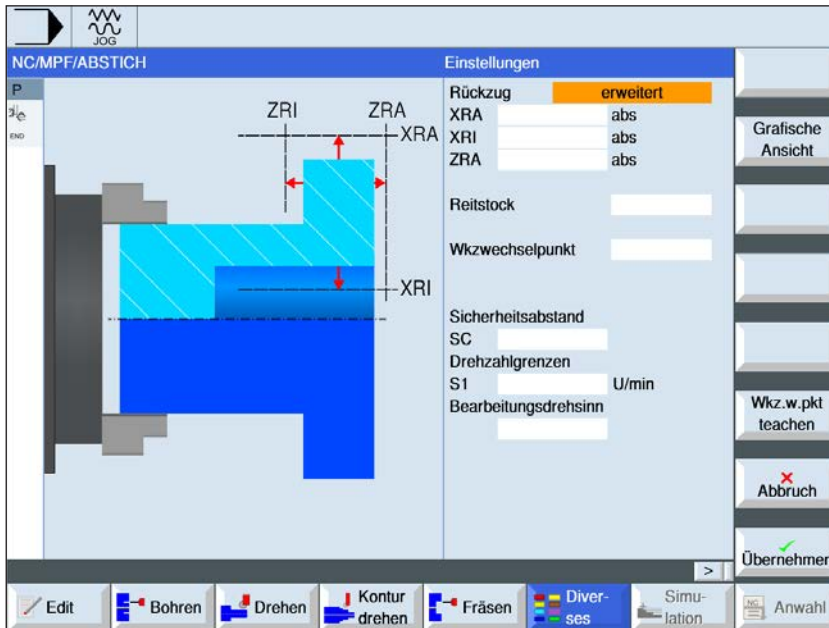 JOG
NC/MPF/ABSTICH
Einstellungen
P
END
ZRI
ZRA
XRA
XRI
Rückzug erweitert
XRA abs
XRI abs
ZRA abs
Reitstock
Wkzwechselpunkt
Sicherheitsabstand
SC
Drehzahlgrenzen
S1 U/min
Bearbeitungsdrehsinn
Grafische
Ansicht
Wkz.w.pkt
teachen
Abbruch
Übernehmen
>
Edit
Bohren
Drehen
Kontur
drehen
Fräsen
Diver-
ses
Simu-
lation
NC
Anwahl